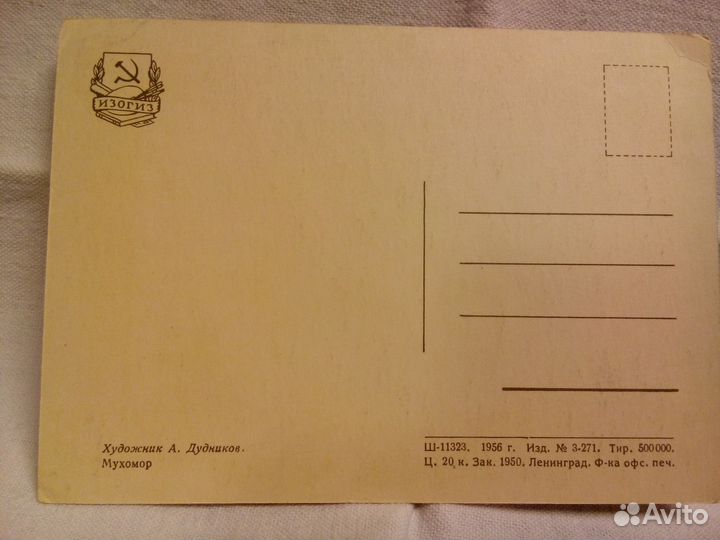 ИЗОГИЗ
Художник А. Дудников.
Мухомор
Ш-11323. 1956 г. Изд. № 3-271. Тир. 500000.
Ц. 20 к. Зак. 1950. Ленинград. Ф-ка офс. печ.
Avito